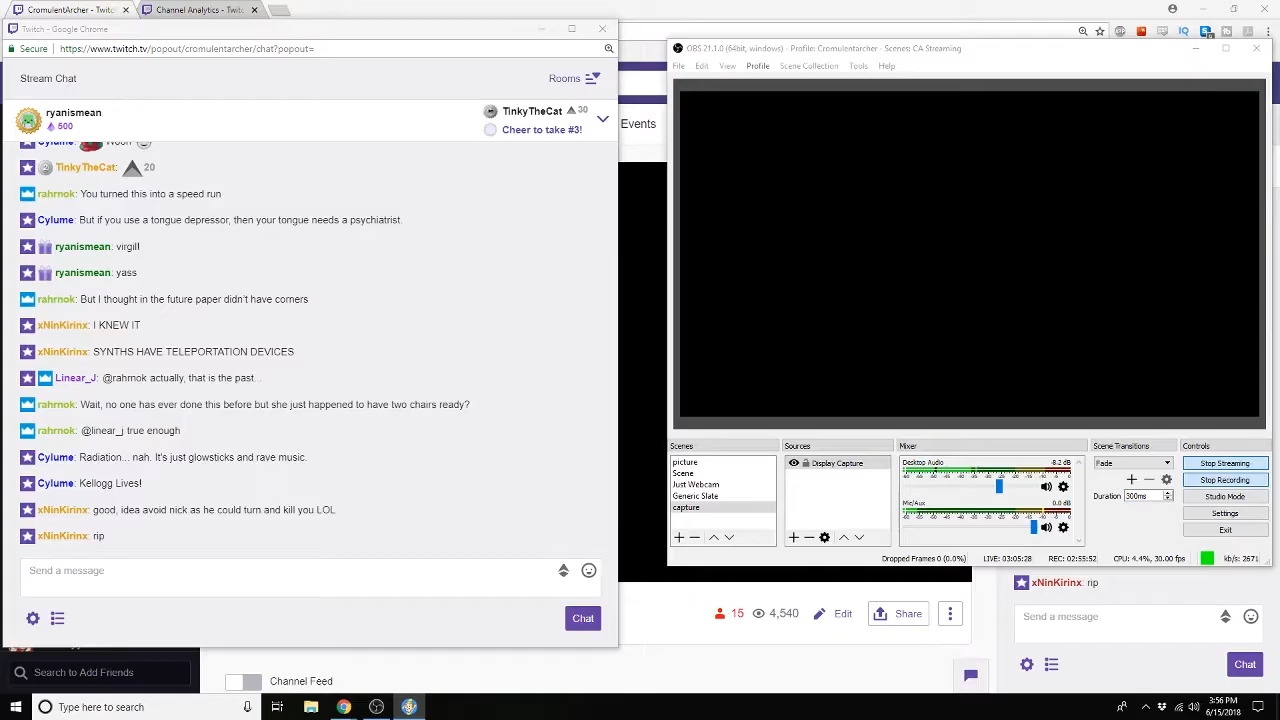 CromulentArcher - Twitc
Channel Analytics - Twitc
Twitch - Google Chrome
Secure
https://www.twitch.tv/popout/cromulentarcher/chat?popout=
Stream Chat
Rooms
ryanismean
500
TinkyTheCat
30
Cheer to take #3!
TinkyTheCat: 20
rahrnok: You turned this into a speed run
Cylume: But if you use a tongue depressor, then your tongue needs a psychiatrist.
ryanismean: virgil!
ryanismean: yass
rahrnok: But I thought in the future paper didn't have corners
xNinKirinx: I KNEW IT
xNinKirinx: SYNTHS HAVE TELEPORTATION DEVICES
Linear_J: @rahrnok actually, that is the past...
rahrnok: Wait, no one has ever done this before but she just happened to have two chairs ready?
rahrnok: @linear_j true enough
Cylume: Radiation... nah. It's just glowsticks and rave music.
Cylume: Kellogg Lives!
xNinKirinx: good, idea avoid nick as he could turn and kill you LOL
xNinKirinx: rip
Send a message
Chat
Events
OBS 21.1.0 (64bit, windows) - Profile: Cromulentarcher - Scenes: CA Streaming
File Edit View Profile Scene Collection Tools Help
Scenes
picture
Scene
Just Webcam
Generic Slate
capture
Sources
Display Capture
Mixer
Desktop Audio
-8.2 dB
Mic/Aux
0.0 dB
Scene Transitions
Fade
Duration 300ms
Controls
Stop Streaming
Stop Recording
Studio Mode
Settings
Exit
Dropped Frames 0 (0.0%)
LIVE: 03:05:28
REC: 02:55:52
CPU: 4.4%, 30.00 fps
kb/s: 2671
15
4,540
Edit
Share
xNinKirinx: rip
Send a message
Chat
Search to Add Friends
Channel Feed
Type here to search
3:56 PM
6/15/2018